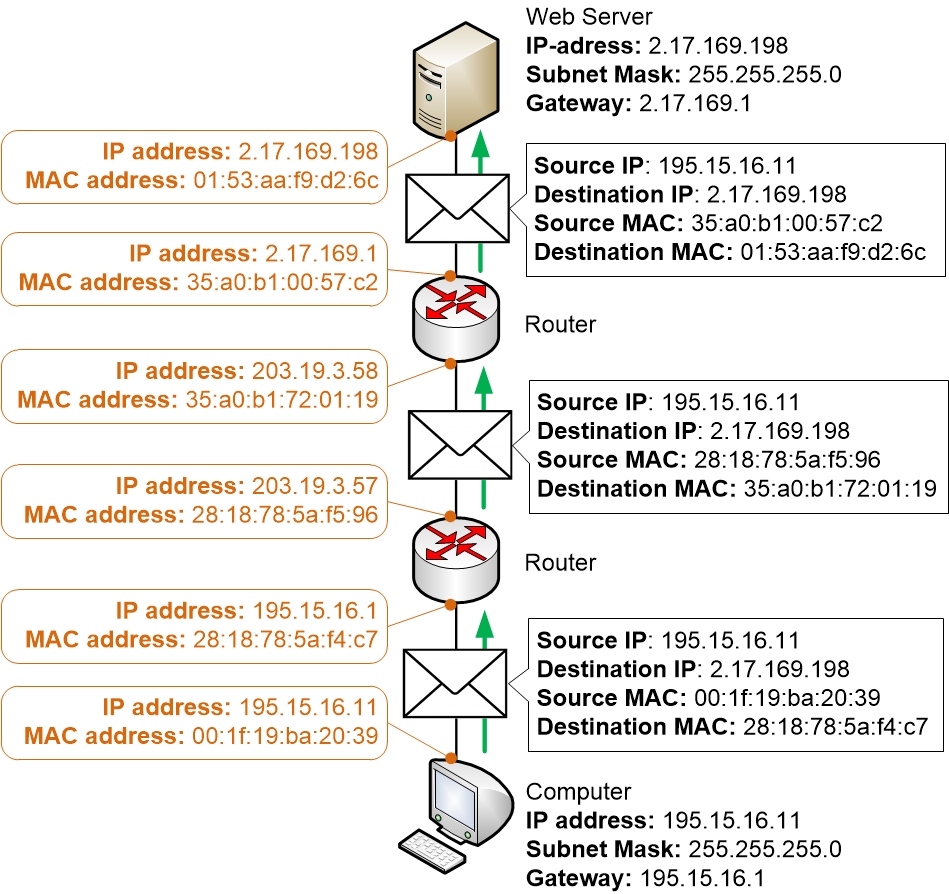 Web Server
IP-adress: 2.17.169.198
Subnet Mask: 255.255.255.0
Gateway: 2.17.169.1
IP address: 2.17.169.198
MAC address: 01:53:aa:f9:d2:6c
Source IP: 195.15.16.11
Destination IP: 2.17.169.198
Source MAC: 35:a0:b1:00:57:c2
Destination MAC: 01:53:aa:f9:d2:6c
IP address: 2.17.169.1
MAC address: 35:a0:b1:00:57:c2
Router
IP address: 203.19.3.58
MAC address: 35:a0:b1:72:01:19
Source IP: 195.15.16.11
Destination IP: 2.17.169.198
Source MAC: 28:18:78:5a:f5:96
Destination MAC: 35:a0:b1:72:01:19
IP address: 203.19.3.57
MAC address: 28:18:78:5a:f5:96
Router
IP address: 195.15.16.1
MAC address: 28:18:78:5a:f4:c7
Source IP: 195.15.16.11
Destination IP: 2.17.169.198
Source MAC: 00:1f:19:ba:20:39
Destination MAC: 28:18:78:5a:f4:c7
IP address: 195.15.16.11
MAC address: 00:1f:19:ba:20:39
Computer
IP address: 195.15.16.11
Subnet Mask: 255.255.255.0
Gateway: 195.15.16.1